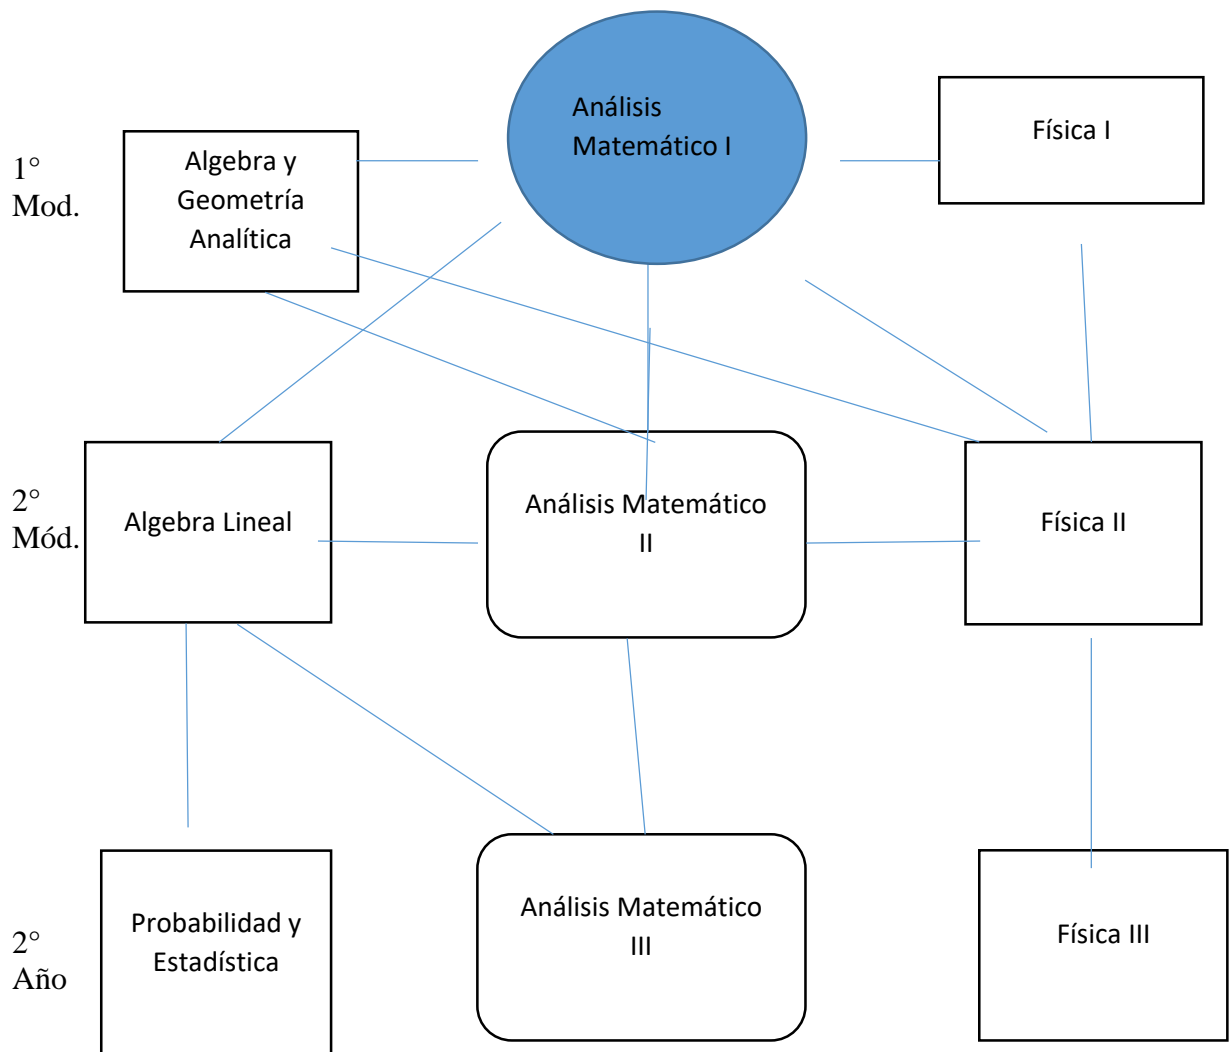 Análisis
Matemático I
Física I
1°
Mod.
Algebra y
Geometría
Analítica
2°
Mód.
Algebra Lineal
Análisis Matemático
II
Física II
2°
Año
Probabilidad y
Estadística
Análisis Matemático
III
Física III